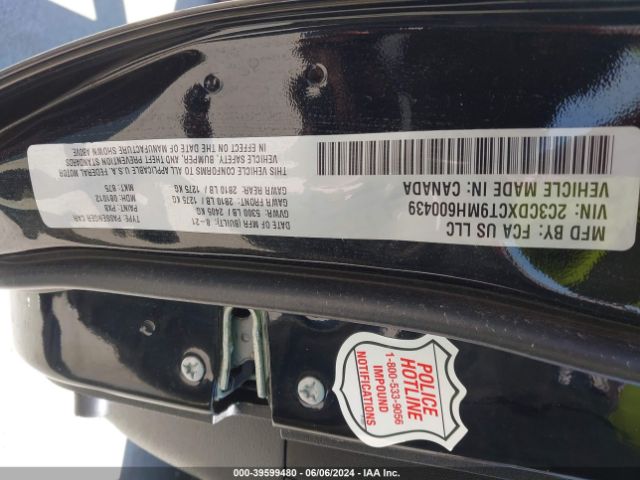 MFD BY: FCA US LLC
VIN: 2C3CDXCT9MH600439
VEHICLE MADE IN: CANADA
DATE OF MFR (BUILT): 8-21
GVWR: 5300 LB / 2405 KG
GAWR FRONT: 2810 LB / 1275 KG
GAWR REAR: 2810 LB / 1275 KG
THIS VEHICLE CONFORMS TO ALL APPLICABLE U.S.A. FEDERAL MOTOR
VEHICLE SAFETY, BUMPER, AND THEFT PREVENTION STANDARDS
IN EFFECT ON THE DATE OF MANUFACTURE SHOWN ABOVE
TYPE: PASSENGER CAR
PAINT: PX8
MDH: 081812
MKT: 675
POLICE
HOTLINE
1-800-533-9056
IMPOUND
NOTIFICATIONS
000-39599480 - 06/06/2024 - IAA Inc.